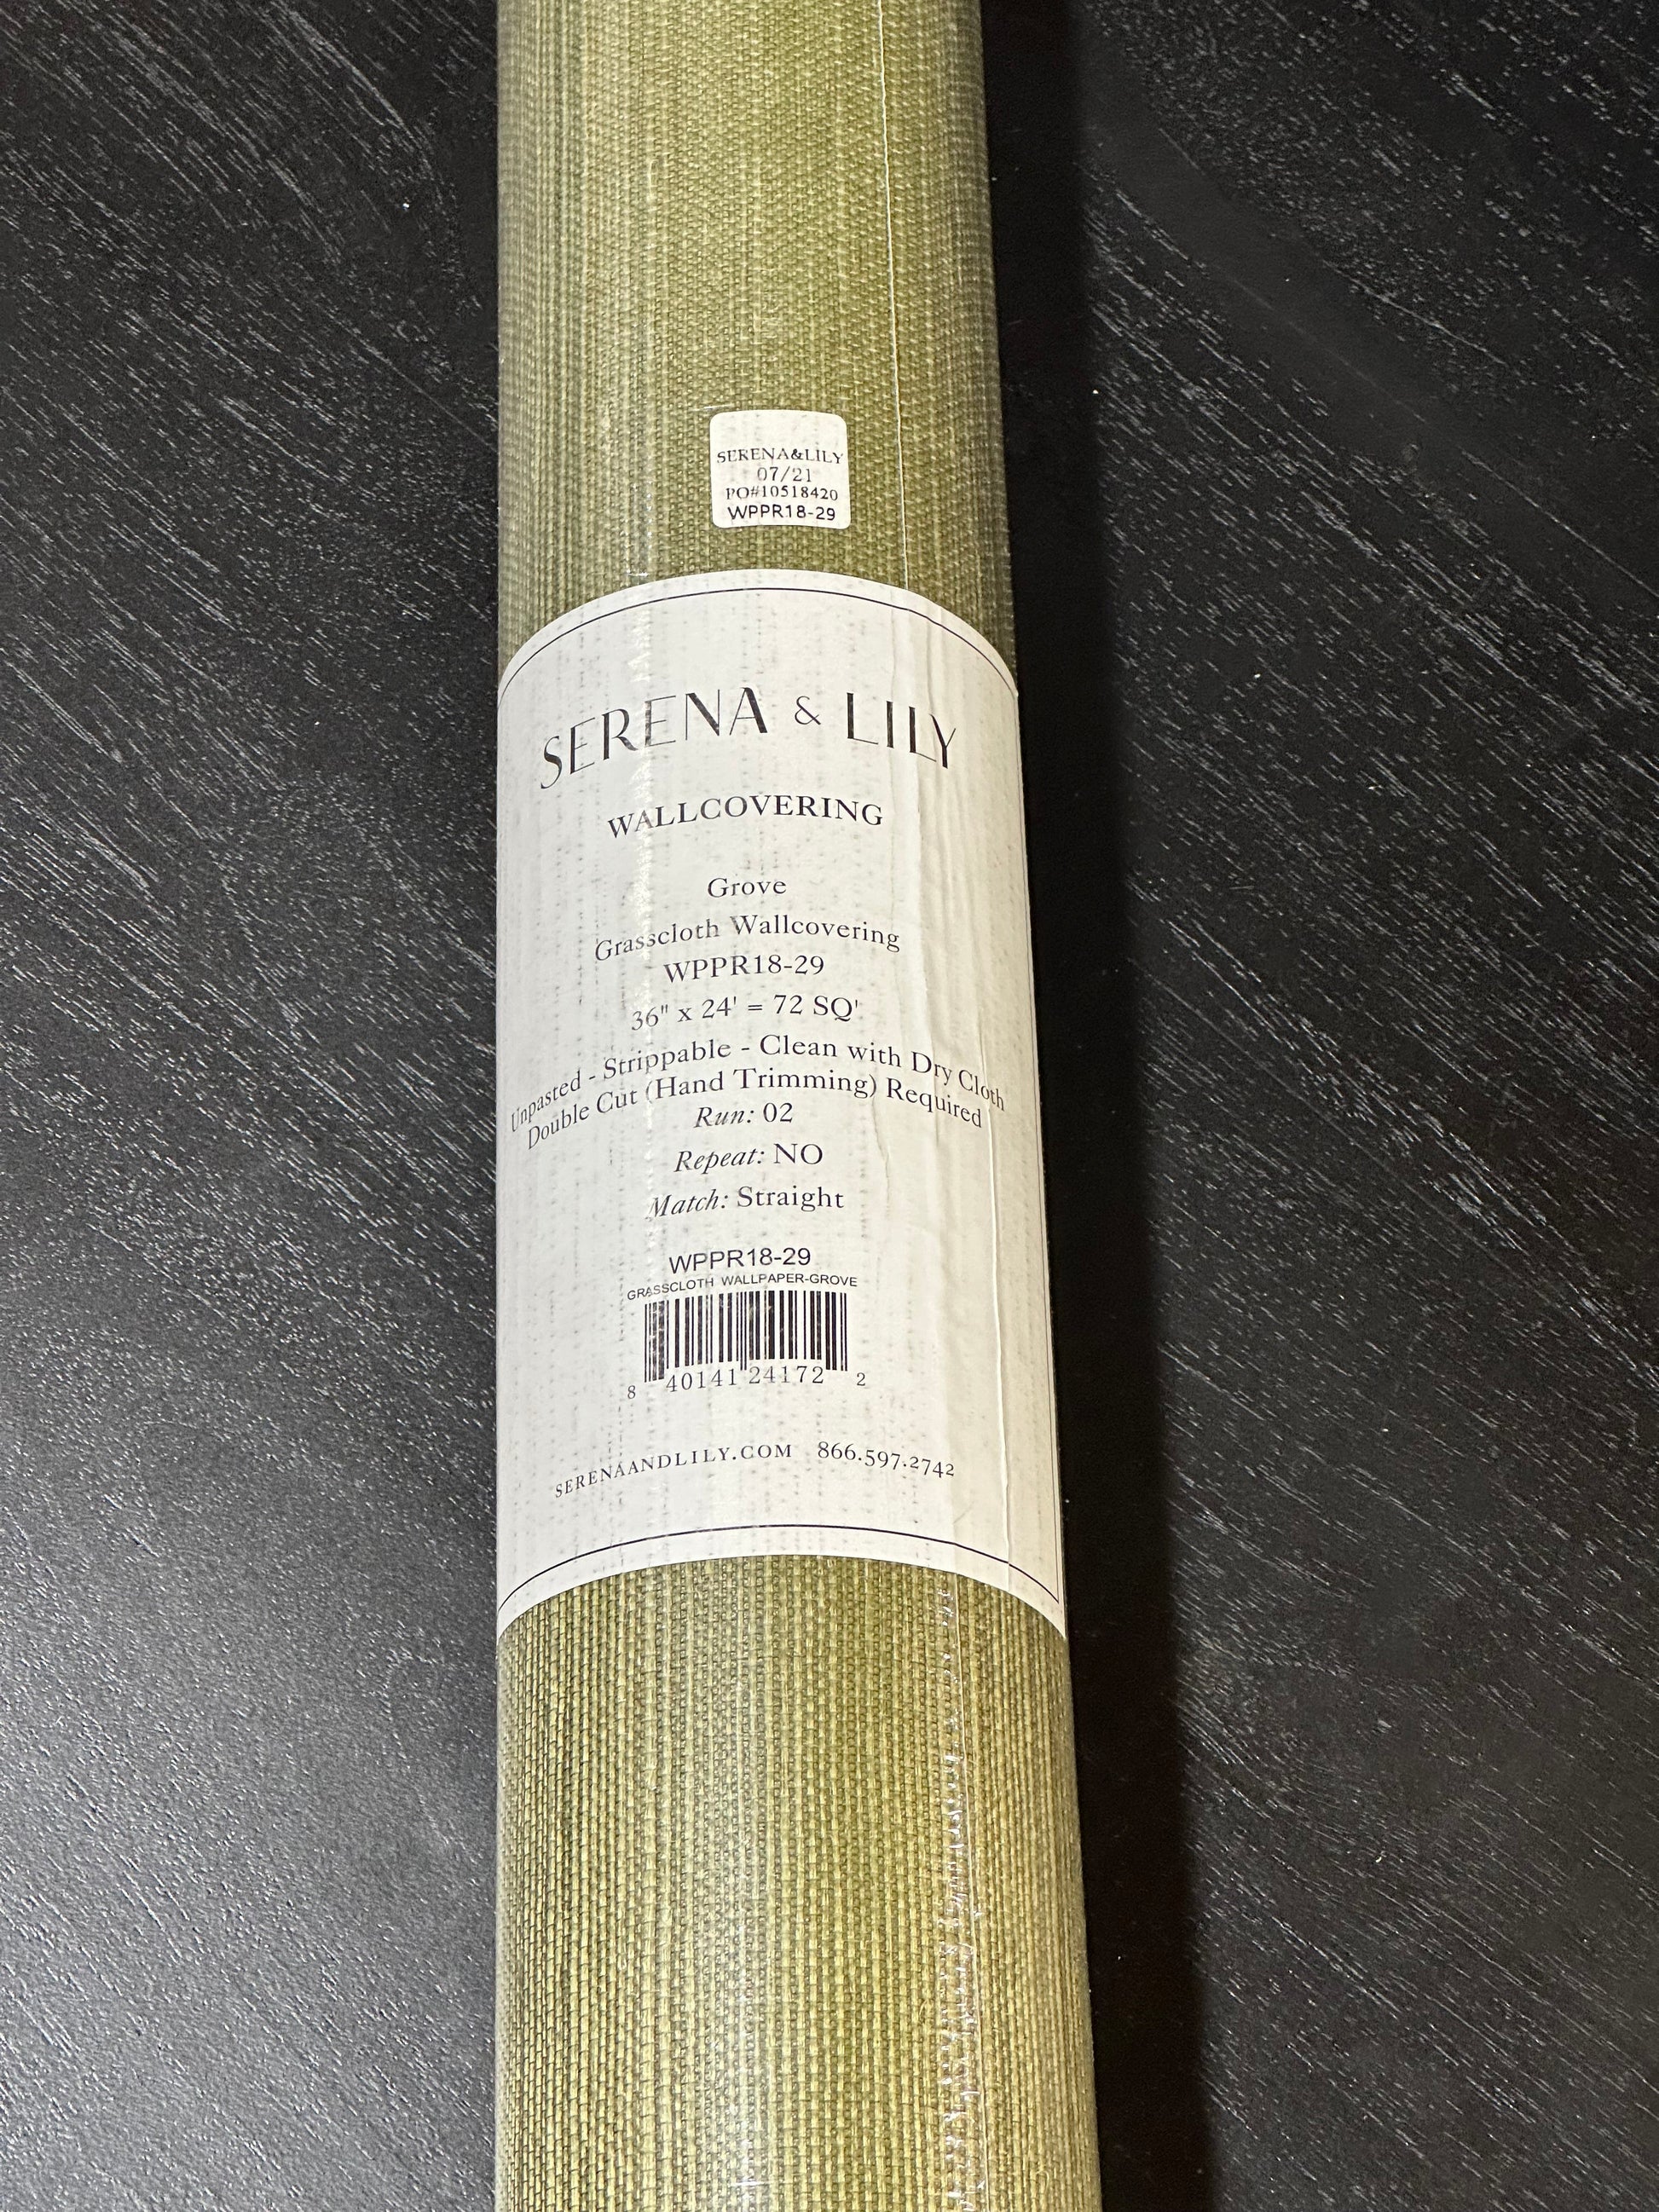 SERENA&LILY
07/21
PO#10518420
WPPR18-29
SERENA & LILY
WALLCOVERING
Grove
Grasscloth Wallcovering
WPPR18-29
36" x 24' = 72 SQ'
Unpasted - Strippable - Clean with Dry Cloth
Double Cut (Hand Trimming) Required
Run: 02
Repeat: NO
Match: Straight
WPPR18-29
GRASSCLOTH WALLPAPER-GROVE
8 40141 24172 2
SERENAANDLILY.COM 866.597.2742